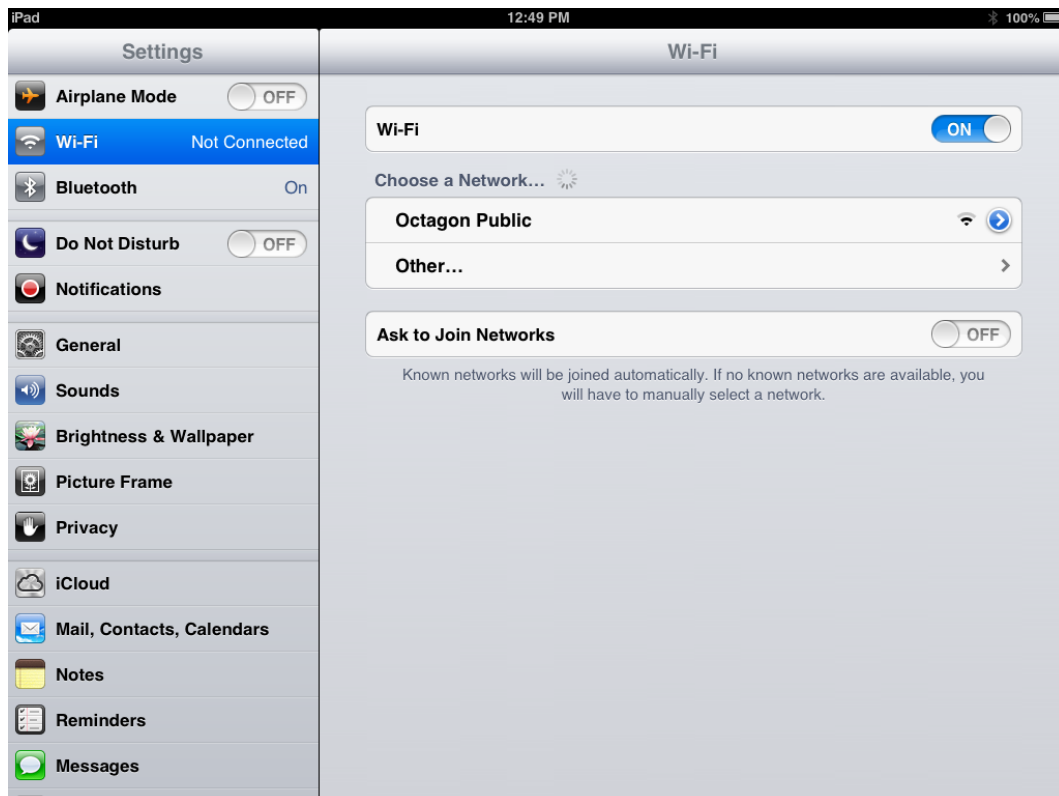 iPad 12:49 PM 100%
Settings
Wi-Fi
Airplane Mode OFF
Wi-Fi Not Connected
Bluetooth On
Do Not Disturb OFF
Notifications
General
Sounds
Brightness & Wallpaper
Picture Frame
Privacy
iCloud
Mail, Contacts, Calendars
Notes
Reminders
Messages
Wi-Fi ON
Choose a Network...
Octagon Public
Other...
Ask to Join Networks OFF
Known networks will be joined automatically. If no known networks are available, you
will have to manually select a network.